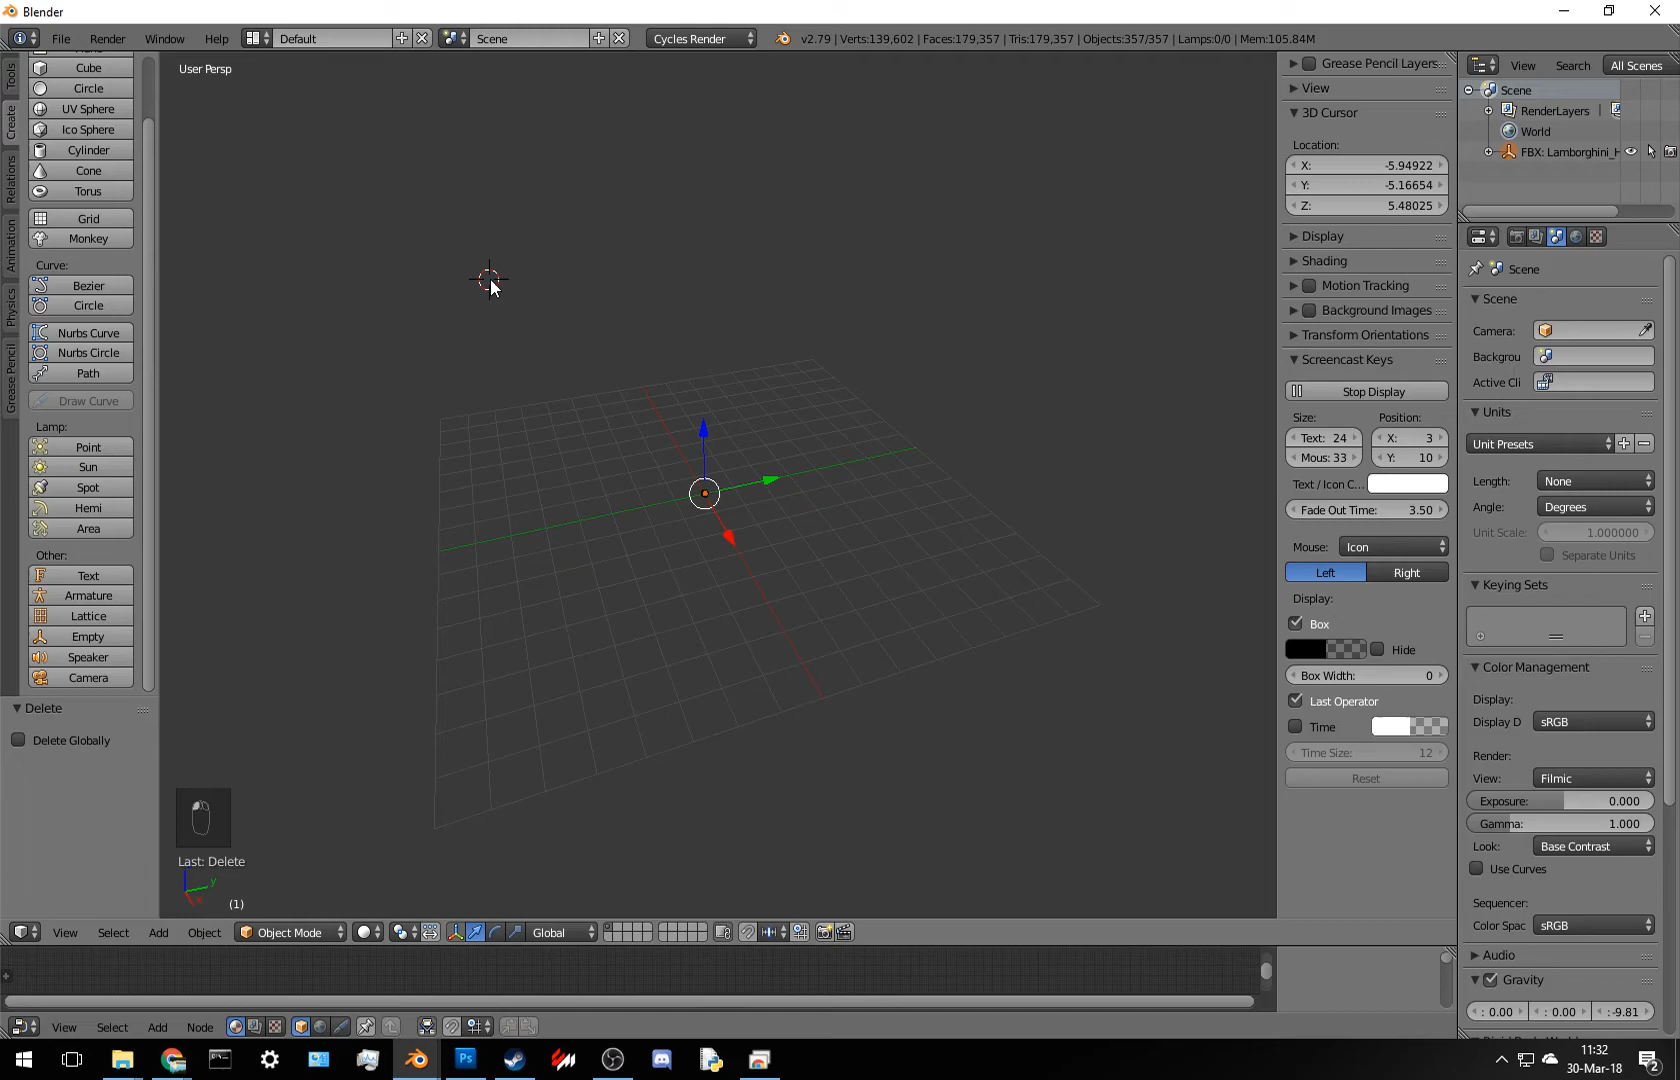 Blender
File Render Window Help Default Scene Cycles Render v2.79 | Verts:139,602 | Faces:179,357 | Tris:179,357 | Objects:357/357 | Lamps:0/0 | Mem:105.84M
Tools
Create
Relations
Animation
Physics
Grease Pencil
Cube
Circle
UV Sphere
Ico Sphere
Cylinder
Cone
Torus
Grid
Monkey
Curve:
Bezier
Circle
Nurbs Curve
Nurbs Circle
Path
Draw Curve
Lamp:
Point
Sun
Spot
Hemi
Area
Other:
Text
Armature
Lattice
Empty
Speaker
Camera
Delete
Delete Globally
User Persp
Last: Delete
y
x
(1)
View Select Add Object Object Mode Global
Grease Pencil Layers
View
3D Cursor
Location:
X: -5.94922
Y: -5.16654
Z: 5.48025
Display
Shading
Motion Tracking
Background Images
Transform Orientations
Screencast Keys
Stop Display
Size: Position:
Text: 24 X: 3
Mous: 33 Y: 10
Text / Icon C...
Fade Out Time: 3.50
Mouse: Icon
Left Right
Display:
Box
Hide
Box Width: 0
Last Operator
Time
Time Size: 12
Reset
View Search All Scenes
Scene
RenderLayers |
World
FBX: Lamborghini_H
Scene
Scene
Camera:
Backgrou
Active Cli
Units
Unit Presets
Length: None
Angle: Degrees
Unit Scale: 1.000000
Separate Units
Keying Sets
Color Management
Display:
Display D sRGB
Render:
View: Filmic
Exposure: 0.000
Gamma: 1.000
Look: Base Contrast
Use Curves
Sequencer:
Color Spac sRGB
Audio
Gravity
: 0.00 : 0.00 :-9.81
View Select Add Node
Ps
11:32
30-Mar-18
2